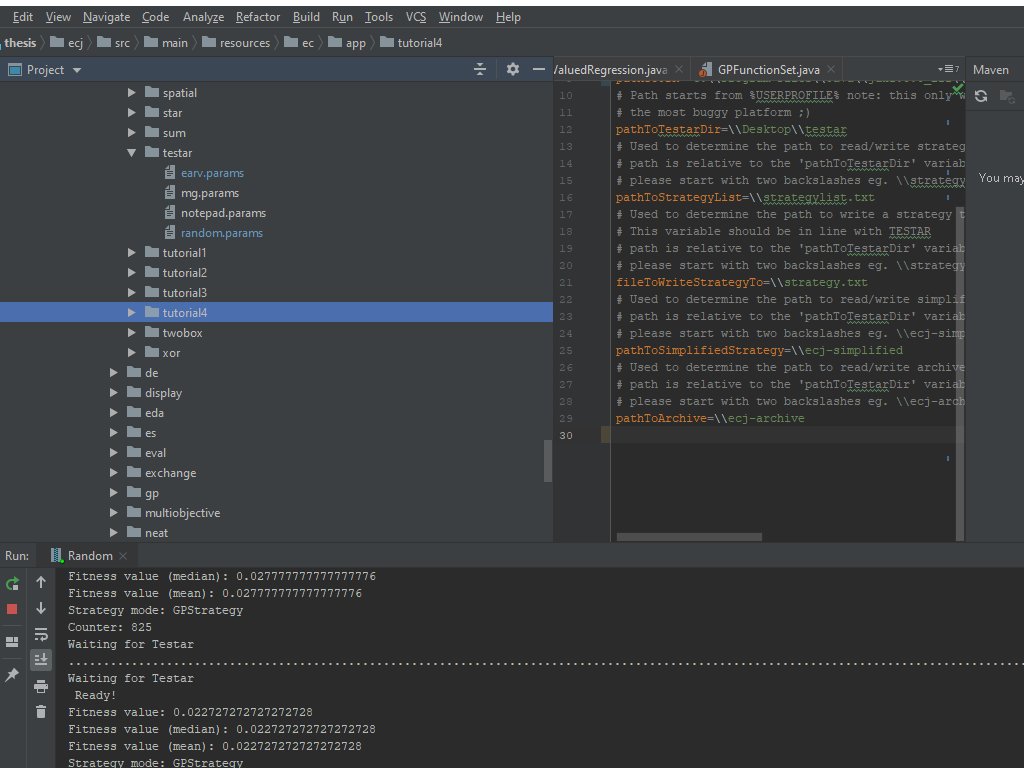 Edit View Navigate Code Analyze Refactor Build Run Tools VCS Window Help
thesis ecj src main resources ec app tutorial4
Project
ValuedRegression.java GPFunctionSet.java 7 Maven
spatial
star
sum
testar
earv.params
mg.params
notepad.params
random.params
tutorial1
tutorial2
tutorial3
tutorial4
twobox
xor
de
display
eda
es
eval
exchange
gp
multiobjective
neat
10 # Path starts from %USERPROFILE% note: this only w
11 # the most buggy platform ;)
12 pathToTestarDir=\\Desktop\\testar
13 # Used to determine the path to read/write strateg
14 # path is relative to the 'pathToTestarDir' variab
15 # please start with two backslashes eg. \\strategy
16 pathToStrategyList=\\strategylist.txt
17 # Used to determine the path to write a strategy t
18 # This variable should be in line with TESTAR
19 # path is relative to the 'pathToTestarDir' variab
20 # please start with two backslashes eg. \\strategy
21 fileToWriteStrategyTo=\\strategy.txt
22 # Used to determine the path to read/write simplif
23 # path is relative to the 'pathToTestarDir' variab
24 # please start with two backslashes eg. \\ecj-simp
25 pathToSimplifiedStrategy=\\ecj-simplified
26 # Used to determine the path to read/write archive
27 # path is relative to the 'pathToTestarDir' variab
28 # please start with two backslashes eg. \\ecj-arch
29 pathToArchive=\\ecj-archive
30
You may
Run: Random
Fitness value (median): 0.027777777777777776
Fitness value (mean): 0.027777777777777776
Strategy mode: GPStrategy
Counter: 825
Waiting for Testar
Waiting for Testar
Ready!
Fitness value: 0.022727272727272728
Fitness value (median): 0.022727272727272728
Fitness value (mean): 0.022727272727272728
Strategy mode: GPStrategy